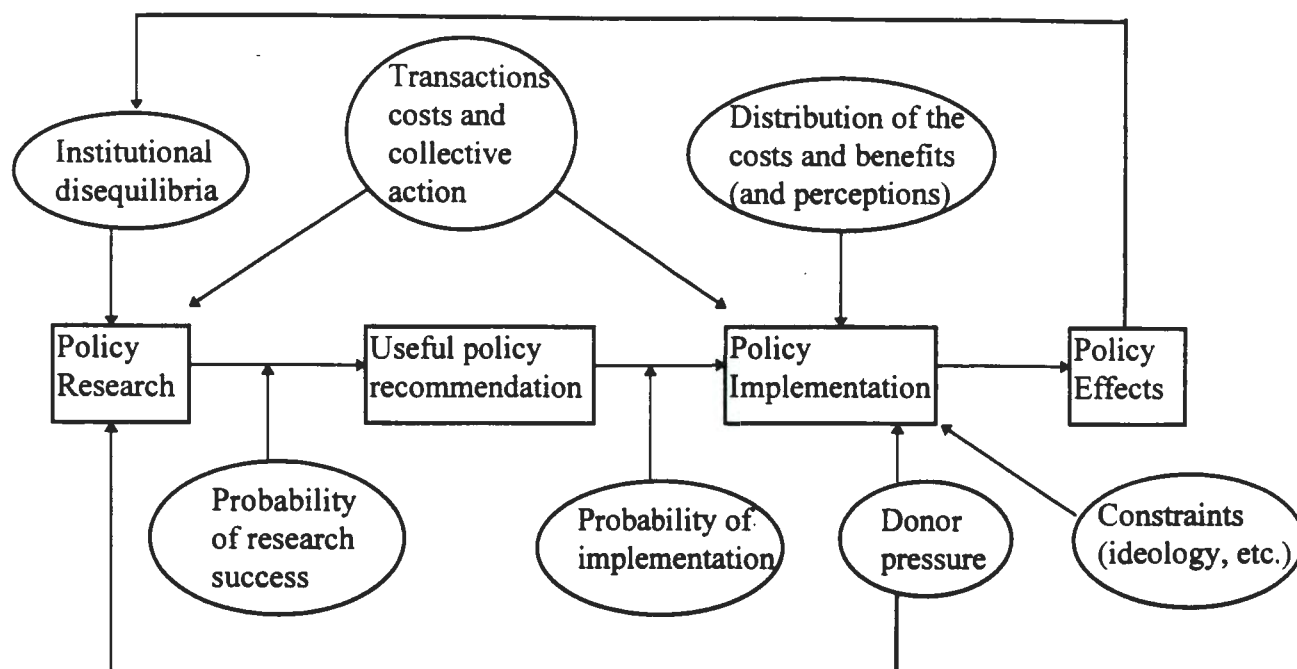 Transactions
costs and
collective
action
Institutional
disequilibria
Distribution of the
costs and benefits
(and perceptions)
Policy
Research
Useful policy
recommendation
Policy
Implementation
Policy
Effects
Probability
of research
success
Probability of
implementation
Donor
pressure
Constraints
(ideology, etc.)